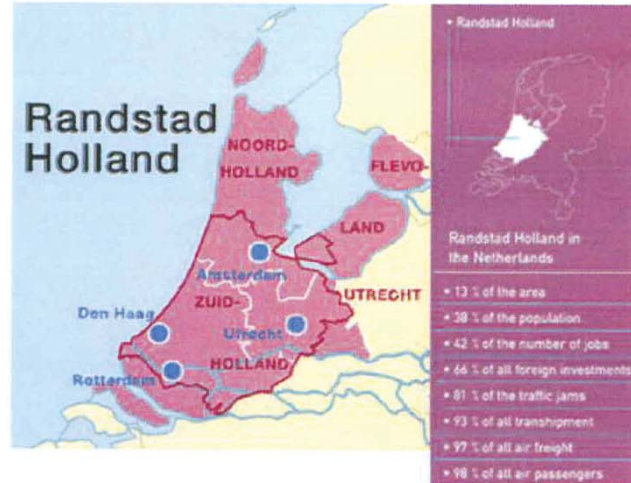 Randstad
Holland
NOORD-
HOLLAND
FLEVO-
LAND
Amsterdam
ZUID-
UTRECHT
Den Haag
Utrecht
HOLLAND
Rotterdam
• Randstad Holland
Randstad Holland in
the Netherlands
• 13 % of the area
• 38 % of the population
• 42 % of the number of jobs
• 66 % of all foreign investments
• 81 % of the traffic jams
• 93 % of all transhipment
• 97 % of all air freight
• 98 % of all air passengers